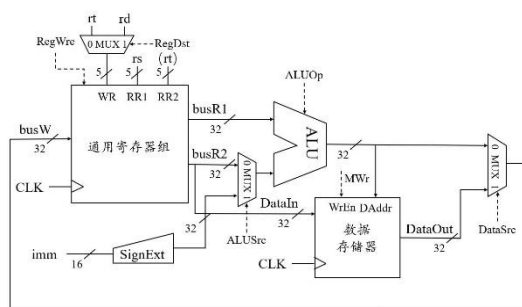 rt rd
RegWre 0 MUX 1 RegDst
5 rs 5 (rt) 5
WR RR1 RR2
ALUOp
busR1
32
busW
32
通用寄存器组
ALU
32
busR2
32
0 MUX 1
0 MUX 1
CLK
MWr
DataIn
32
WrEn DAddr
32
ALUSrc
数据
存储器
DataOut
32
DataSrc
imm
16
SignExt
CLK